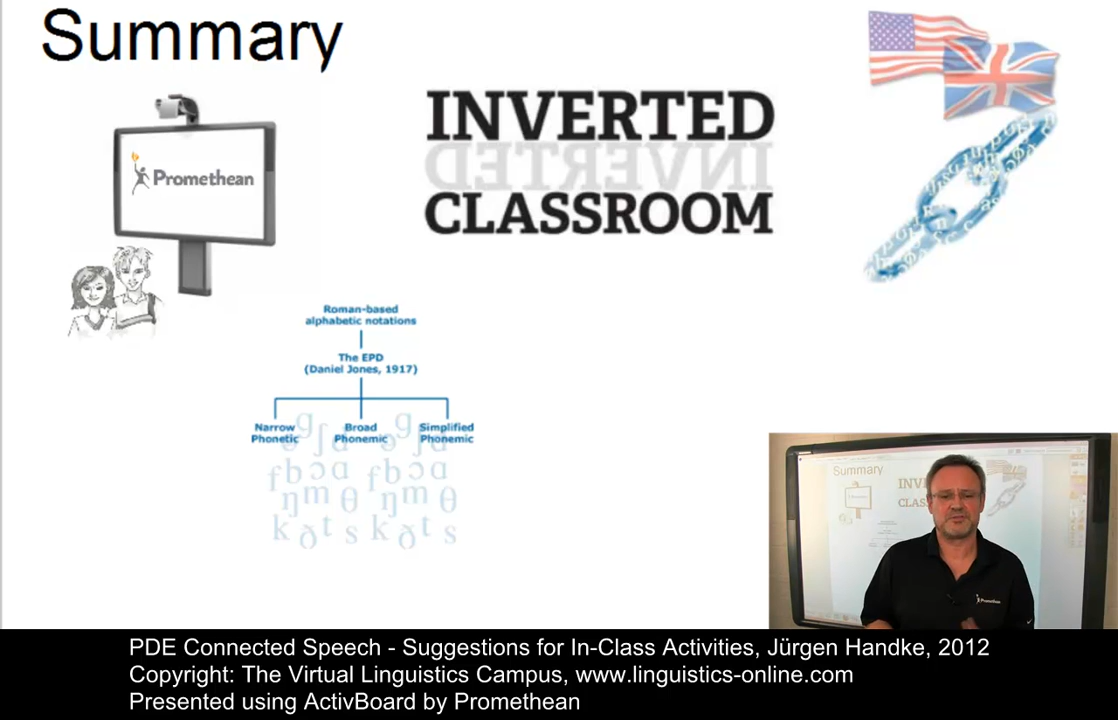 Summary
Promethean
INVERTED
INVERTED
CLASSROOM
Roman-based
alphabetic notations
The EPD
(Daniel Jones, 1917)
Narrow
Phonetic
Broad
Phonemic
Simplified
Phonemic
g ʃ g ʃ
f b ɔ ɑ f b ɔ ɑ
ŋ m θ ŋ m θ
k ð t s k ð t s
Summary
Promethean
PDE Connected Speech - Suggestions for In-Class Activities, Jürgen Handke, 2012
Copyright: The Virtual Linguistics Campus, www.linguistics-online.com
Presented using ActivBoard by Promethean